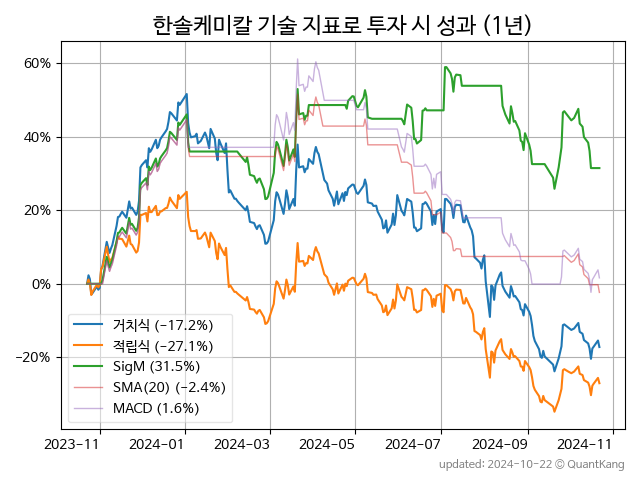 한솔케미칼 기술 지표로 투자 시 성과 (1년)
60%
40%
20%
0%
−20%
거치식 (−17.2%)
적립식 (−27.1%)
SigM (31.5%)
SMA(20) (−2.4%)
MACD (1.6%)
2023−11 2024−01 2024−03 2024−05 2024−07 2024−09 2024−11
updated: 2024−10−22 © QuantKang